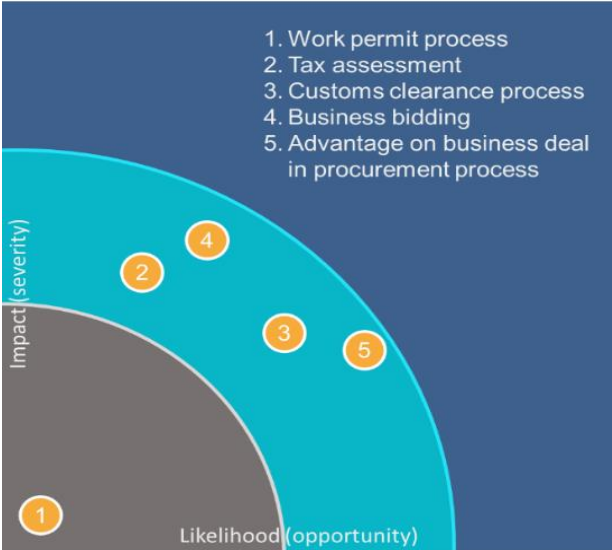 1. Work permit process
2. Tax assessment
3. Customs clearance process
4. Business bidding
5. Advantage on business deal
in procurement process
Impact (severity)
4
2
3
5
1
Likelihood (opportunity)